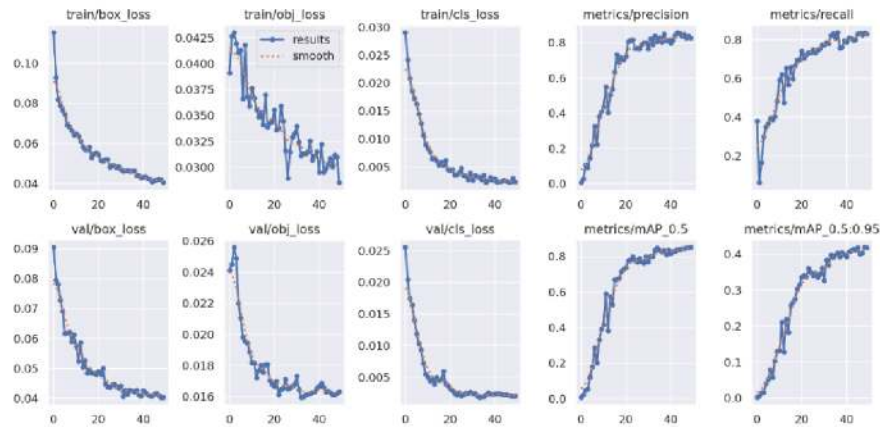 train/box_loss
train/obj_loss
train/cls_loss
metrics/precision
metrics/recall
0.10
0.08
0.06
0.04
0 20 40
0.0425
0.0400
0.0375
0.0350
0.0325
0.0300
0 20 40
results
smooth
0.030
0.025
0.020
0.015
0.010
0.005
0 20 40
0.8
0.6
0.4
0.2
0.0
0 20 40
0.8
0.6
0.4
0.2
0 20 40
val/box_loss
val/obj_loss
val/cls_loss
metrics/mAP_0.5
metrics/mAP_0.5:0.95
0.09
0.08
0.07
0.06
0.05
0.04
0 20 40
0.026
0.024
0.022
0.020
0.018
0.016
0 20 40
0.025
0.020
0.015
0.010
0.005
0 20 40
0.8
0.6
0.4
0.2
0.0
0 20 40
0.4
0.3
0.2
0.1
0.0
0 20 40